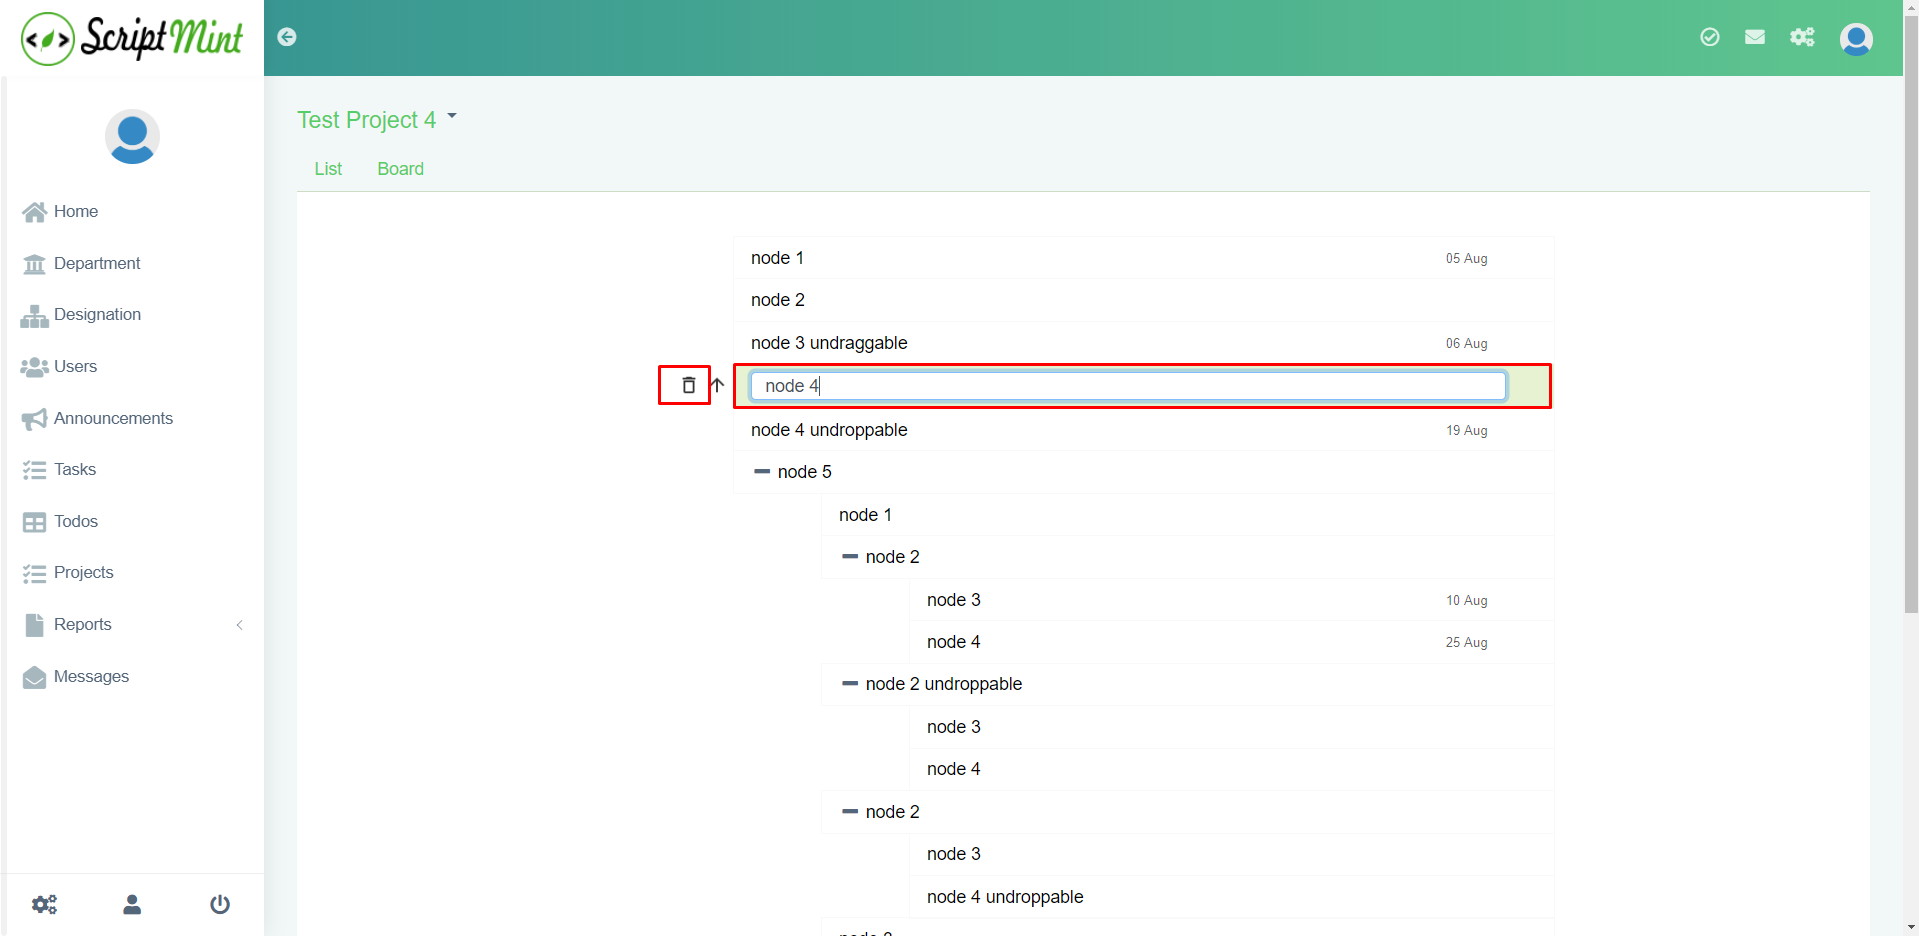 ScriptMint
Home
Department
Designation
Users
Announcements
Tasks
Todos
Projects
Reports
Messages
Test Project 4
List Board
node 1 05 Aug
node 2
node 3 undraggable 06 Aug
node 4
node 4 undroppable 19 Aug
node 5
node 1
node 2
node 3 10 Aug
node 4 25 Aug
node 2 undroppable
node 3
node 4
node 2
node 3
node 4 undroppable